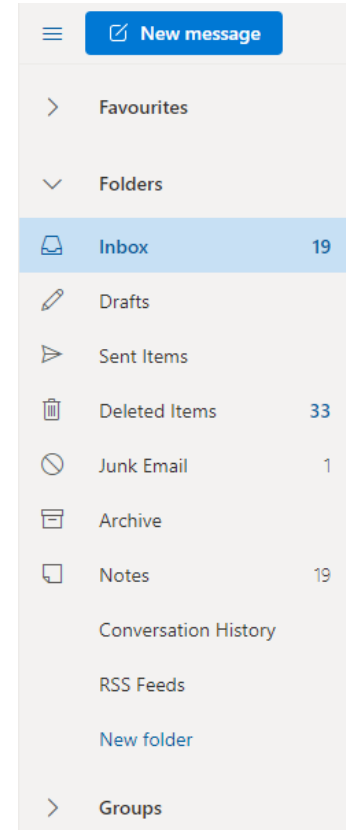 New message
Favourites
Folders
Inbox 19
Drafts
Sent Items
Deleted Items 33
Junk Email 1
Archive
Notes 19
Conversation History
RSS Feeds
New folder
Groups